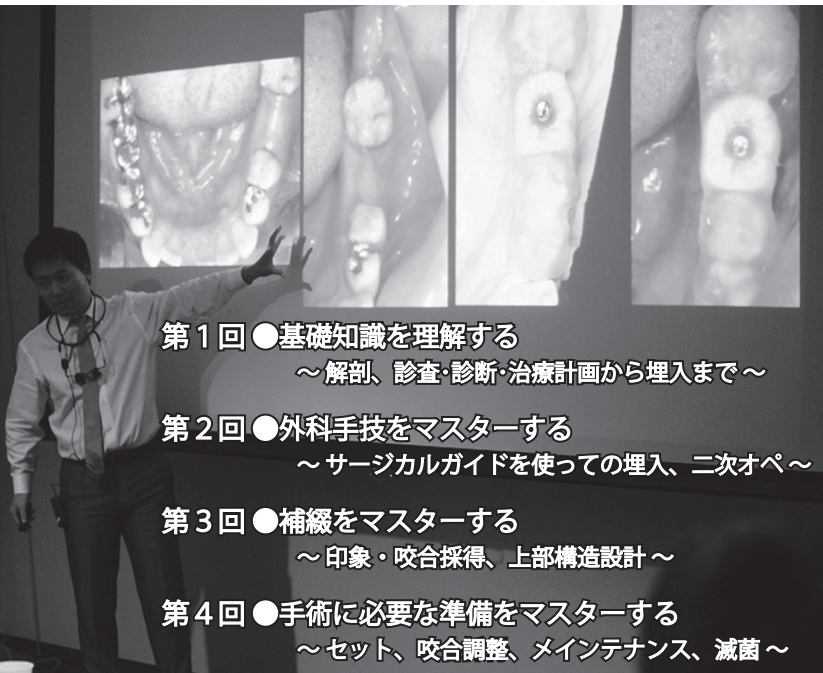 第1回●基礎知識を理解する
～解剖、診査・診断・治療計画から埋入まで～
第2回●外科手技をマスターする
～サージカルガイドを使っての埋入、二次オペ～
第3回●補綴をマスターする
～印象・咬合採得、上部構造設計～
第4回●手術に必要な準備をマスターする
～セット、咬合調整、メインテナンス、滅菌～